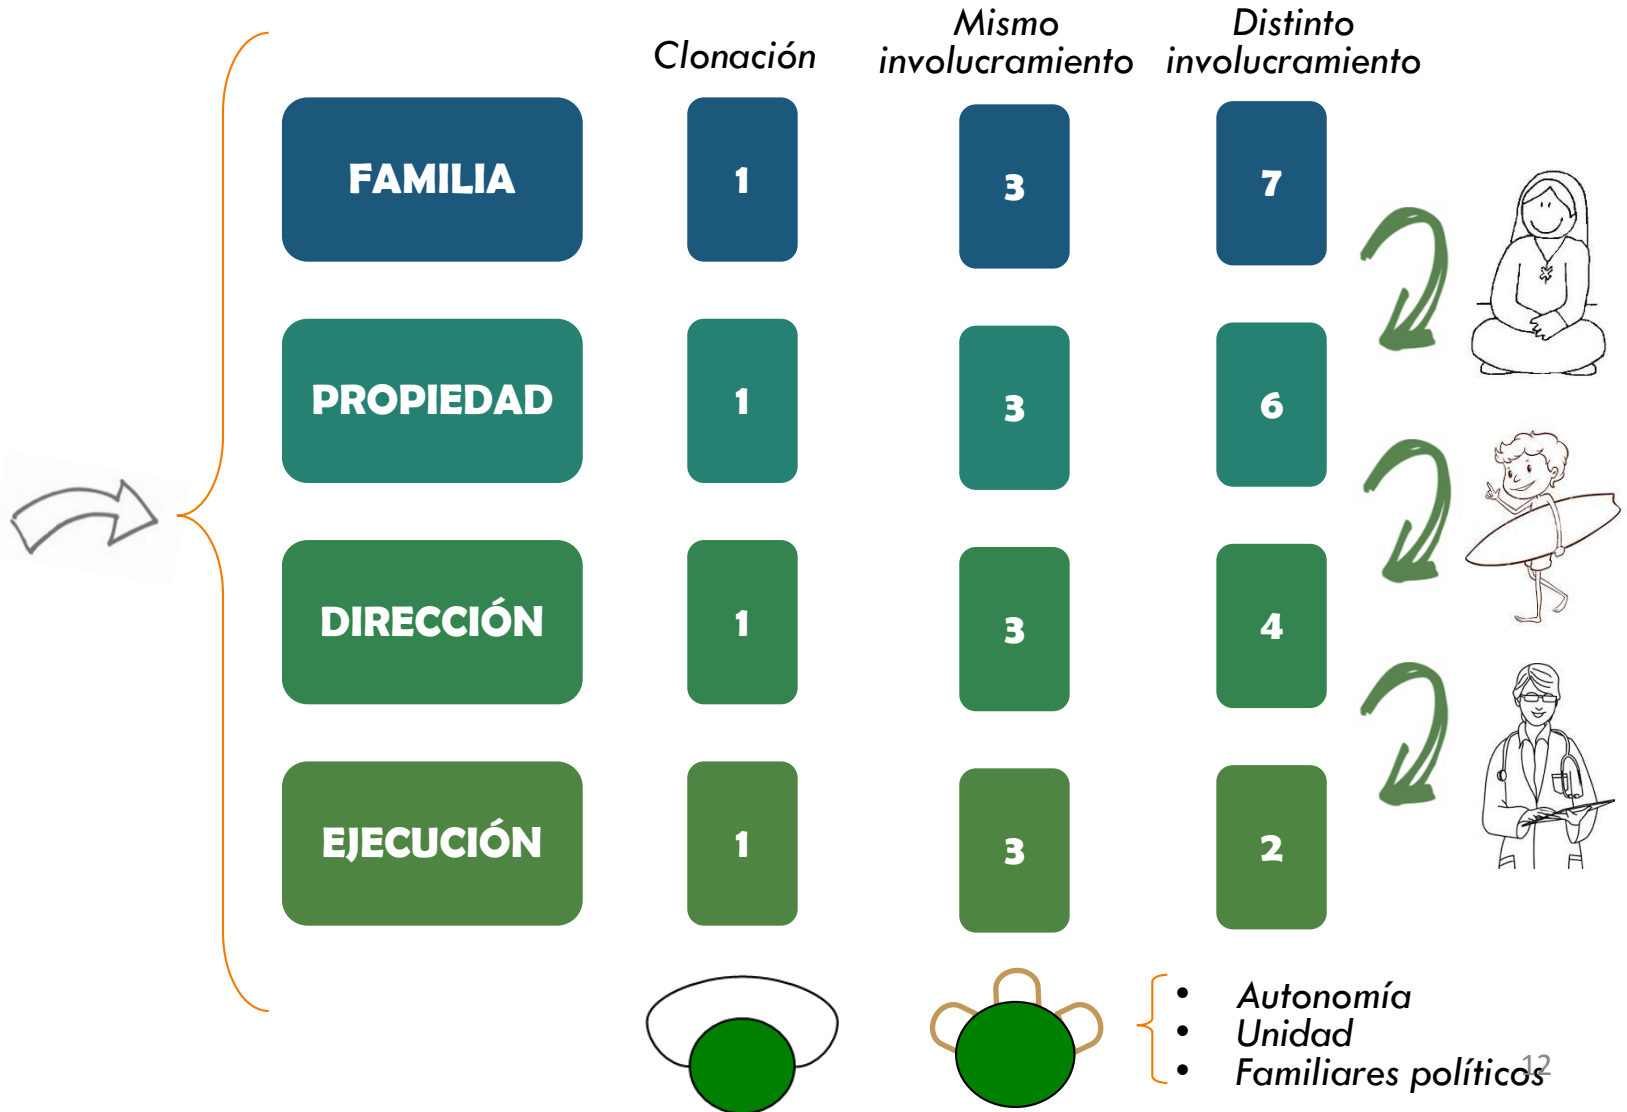 Clonación
Mismo
involucramiento
Distinto
involucramiento
FAMILIA
1
3
7
PROPIEDAD
1
3
6
DIRECCIÓN
1
3
4
EJECUCIÓN
1
3
2
• Autonomía
• Unidad
• Familiares políticos
12